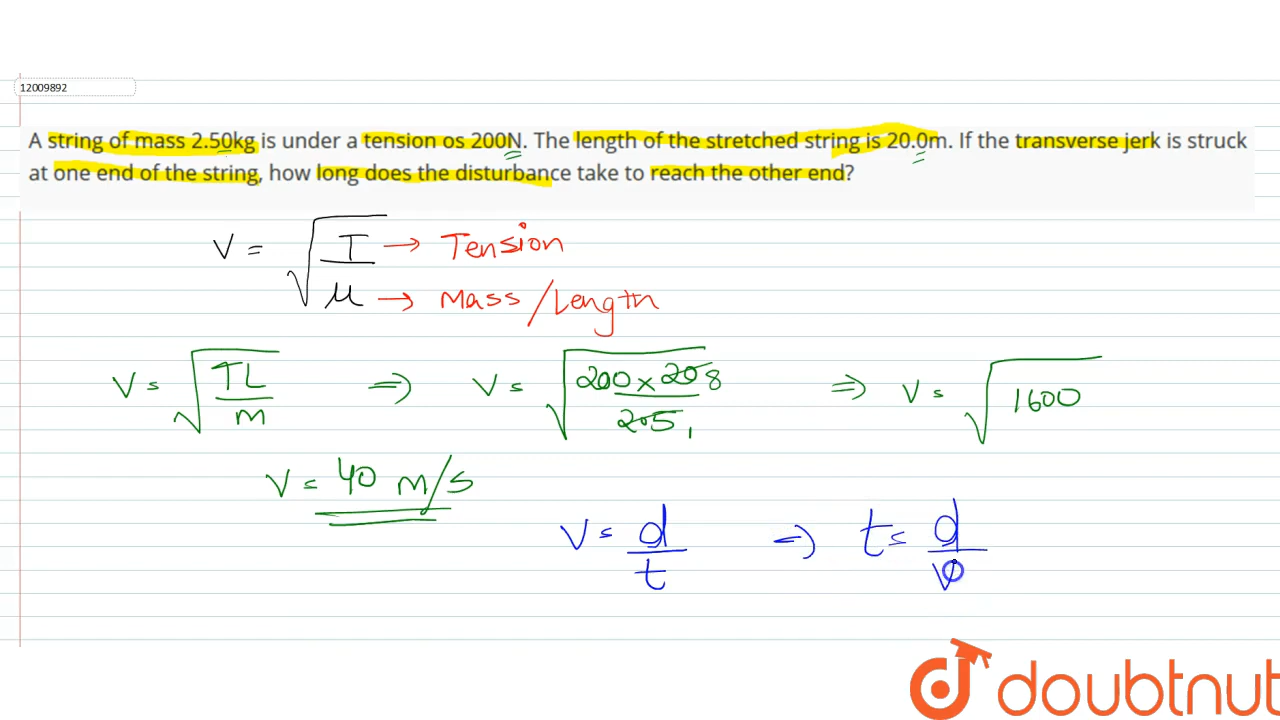 12009892
A string of mass 2.50kg is under a tension os 200N. The length of the stretched string is 20.0m. If the transverse jerk is struck
at one end of the string, how long does the disturbance take to reach the other end?
V = √(T/μ) → Tension
→ Mass/Length
V = √(TL/m) ⇒ V = √(200 × 20 8/2.5 1) ⇒ V = √1600
V = 40 m/s
V = d/t ⇒ t = d/V
doubtnut